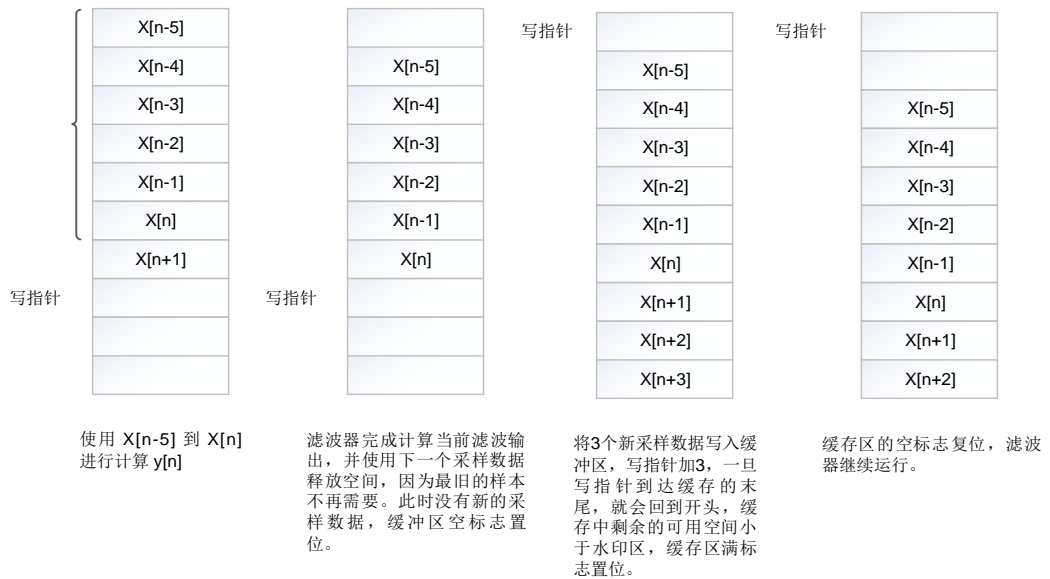 X[n-5]
X[n-4]
X[n-3]
X[n-2]
X[n-1]
X[n]
X[n+1]
写指针
使用 X[n-5] 到 X[n]
进行计算 y[n]
X[n-5]
X[n-4]
X[n-3]
X[n-2]
X[n-1]
X[n]
写指针
滤波器完成计算当前滤波输
出，并使用下一个采样数据
释放空间，因为最旧的样本
不再需要。此时没有新的采
样数据，缓冲区空标志置
位。
写指针
X[n-5]
X[n-4]
X[n-3]
X[n-2]
X[n-1]
X[n]
X[n+1]
X[n+2]
X[n+3]
将3个新采样数据写入缓
冲区，写指针加3，一旦
写指针到达缓存的末
尾，就会回到开头，缓
存中剩余的可用空间小
于水印区，缓存区满标
志置位。
写指针
X[n-5]
X[n-4]
X[n-3]
X[n-2]
X[n-1]
X[n]
X[n+1]
X[n+2]
缓存区的空标志复位，滤波
器继续运行。